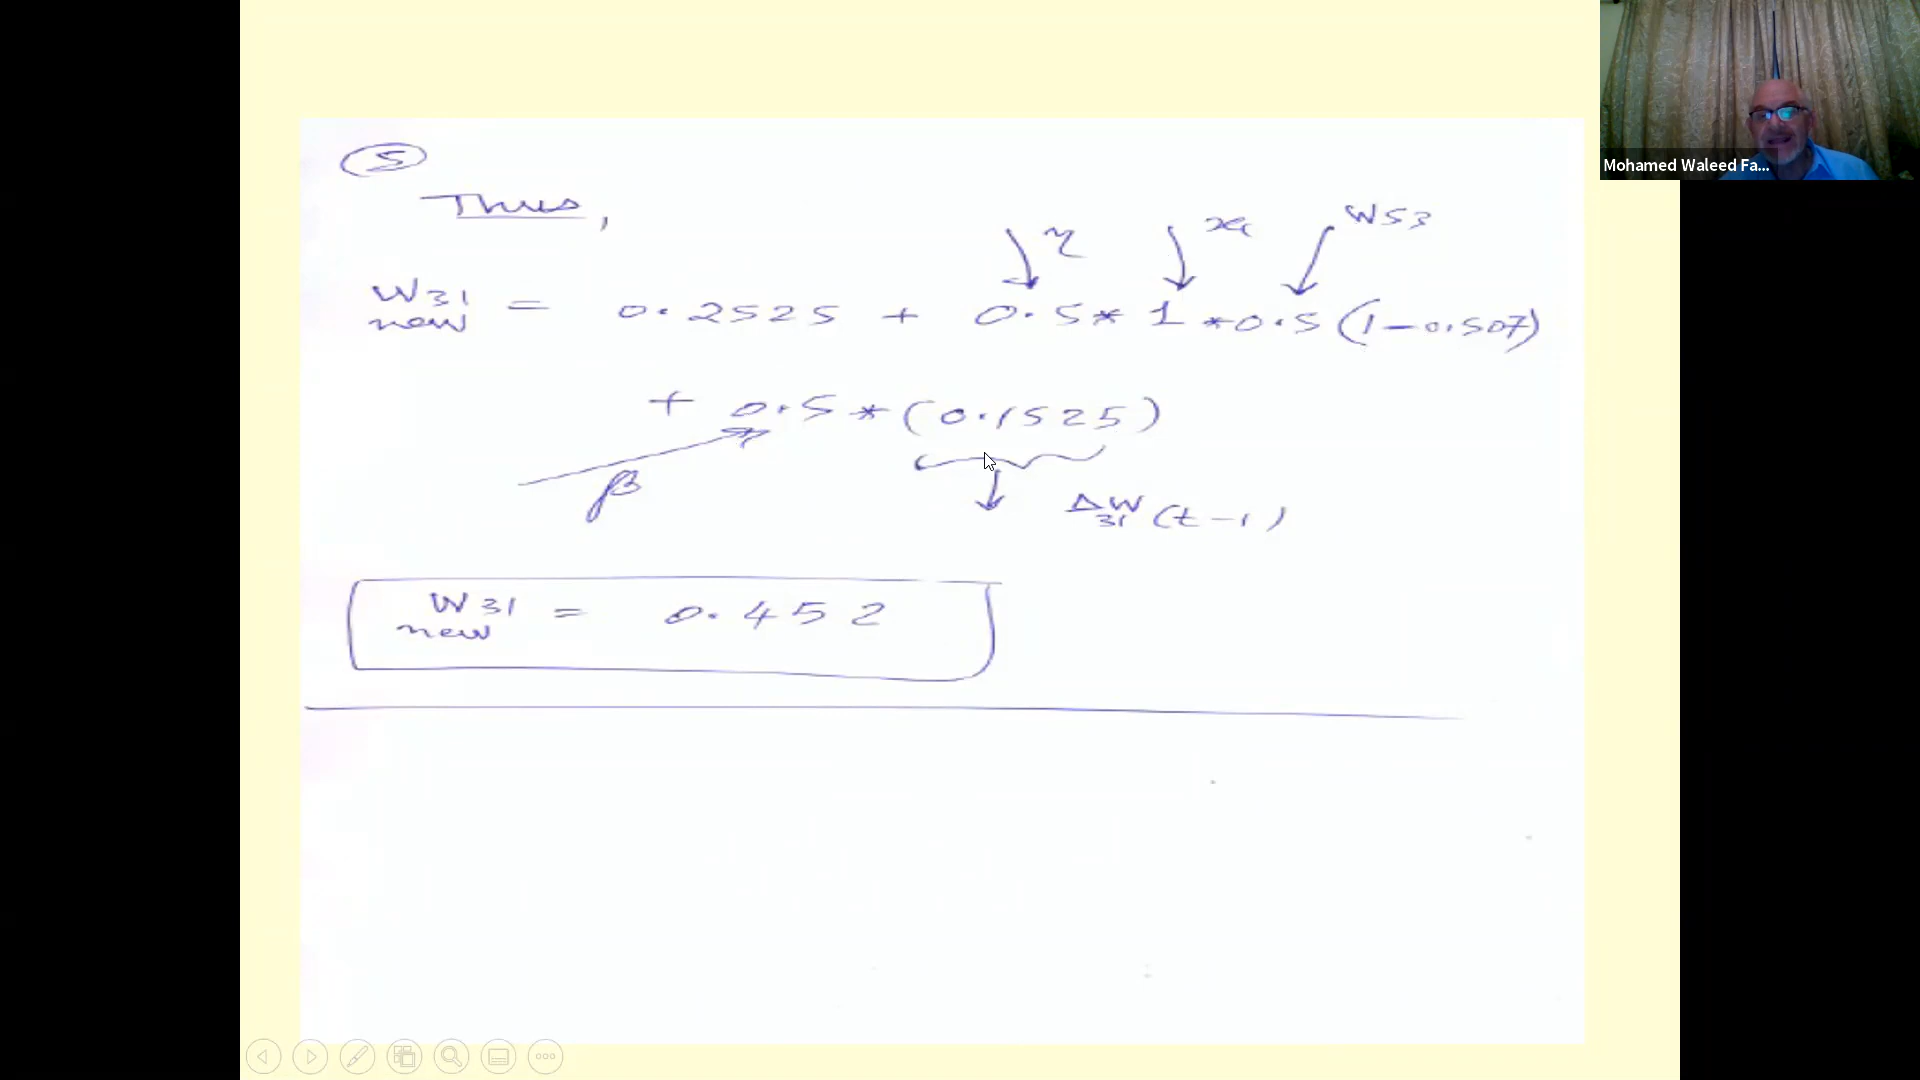 5
Thus,
η x₁ W53
W31 new = 0.2525 + 0.5 * 1 * 0.5 (1 - 0.507)
+ 0.5 * (0.1525)
β
ΔW31 (t - 1)
W31 new = 0.452
Mohamed Waleed Fa...